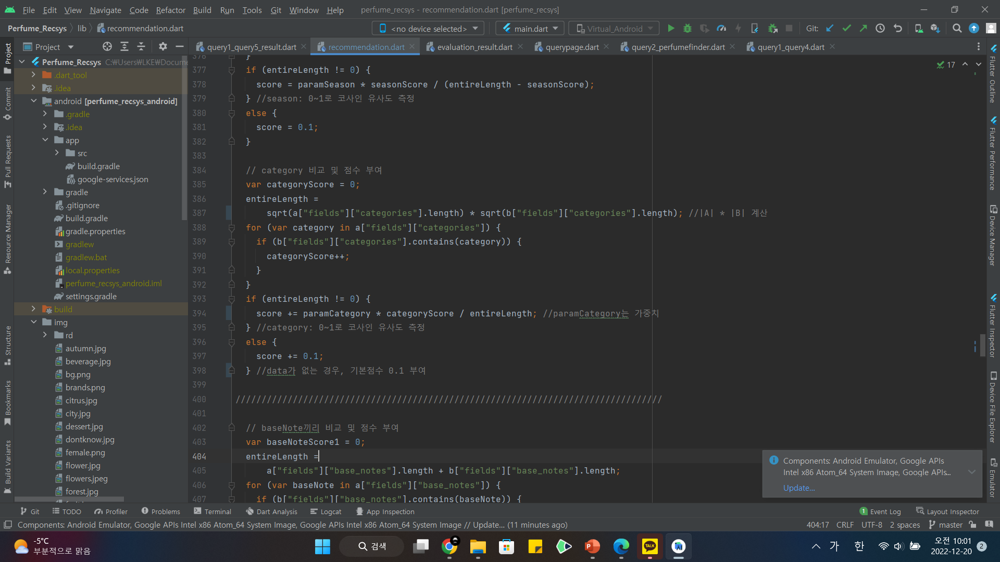 File Edit View Navigate Code Refactor Build Run Tools Git Window Help perfume_recsys - recommendation.dart [perfume_recsys]
Perfume_Recsys lib recommendation.dart <no device selected> main.dart Virtual_Android Git:
Project
query1_query5_result.dart recommendation.dart evaluation_result.dart querypage.dart query2_perfumefinder.dart query1_query4.dart
Project
Commit
Pull Requests
Resource Manager
Structure
Bookmarks
Build Variants
Perfume_Recsys C:₩Users₩LKE₩Docume
.dart_tool
.idea
android [perfume_recsys_android]
.gradle
.idea
app
src
build.gradle
google-services.json
gradle
.gitignore
build.gradle
gradle.properties
gradlew
gradlew.bat
local.properties
perfume_recsys_android.iml
settings.gradle
build
img
rd
autumn.jpg
beverage.jpg
bg.png
brands.png
citrus.jpg
city.jpg
dessert.jpg
dontknow.jpg
female.png
flower.jpg
flowers.jpeg
forest.jpg
17
376 }
377 if (entireLength != 0) {
378 score = paramSeason * seasonScore / (entireLength - seasonScore);
379 } //season: 0~1로 코사인 유사도 측정
380 else {
381 score = 0.1;
382 }
383
384 // category 비교 및 점수 부여
385 var categoryScore = 0;
386 entireLength =
387 sqrt(a["fields"]["categories"].length) * sqrt(b["fields"]["categories"].length); //|A| * |B| 계산
388 for (var category in a["fields"]["categories"]) {
389 if (b["fields"]["categories"].contains(category)) {
390 categoryScore++;
391 }
392 }
393 if (entireLength != 0) {
394 score += paramCategory * categoryScore / entireLength; //paramCategory는 가중치
395 } //category: 0~1로 코사인 유사도 측정
396 else {
397 score += 0.1;
398 } //data가 없는 경우, 기본점수 0.1 부여
399
400 //////////////////////////////////////////////////////////////////////////////////
401
402 // baseNote끼리 비교 및 점수 부여
403 var baseNoteScore1 = 0;
404 entireLength =
405 a["fields"]["base_notes"].length + b["fields"]["base_notes"].length;
406 for (var baseNote in a["fields"]["base_notes"]) {
407 if (b["fields"]["base_notes"].contains(baseNote)) {
Flutter Outline
Flutter Performance
Device Manager
Flutter Inspector
Device File Explorer
Emulator
Components: Android Emulator, Google APIs
Intel x86 Atom_64 System Image, Google APIs...
Update...
Git TODO Profiler Problems Terminal Dart Analysis Logcat App Inspection 1 Event Log Layout Inspector
Components: Android Emulator, Google APIs Intel x86 Atom_64 System Image, Google APIs Intel x86 Atom_64 System Image // Update... (11 minutes ago) 404:17 CRLF UTF-8 2 spaces master
-5°C
부분적으로 맑음
검색
TALK
가 한
오전 10:01
2022-12-20
2